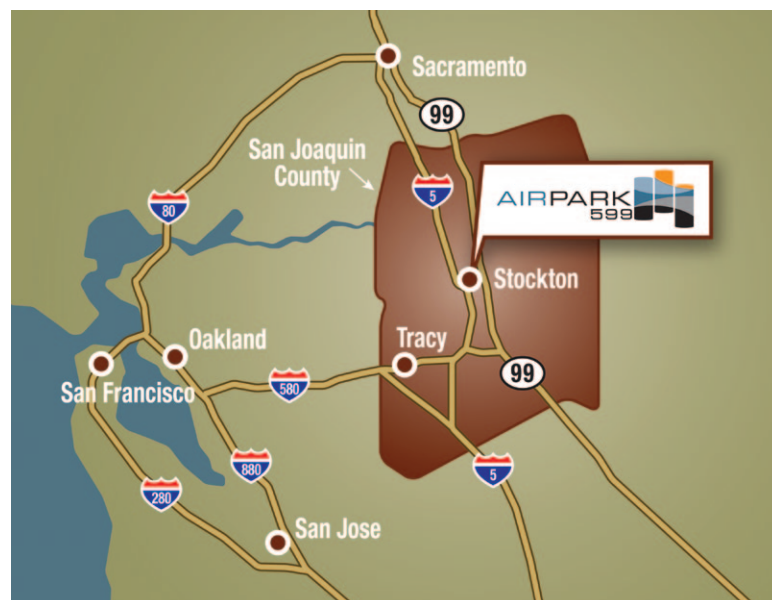 Sacramento
99
San Joaquin
County
80
5
AIRPARK
599
Stockton
Oakland
Tracy
San Francisco
580
99
880
5
280
San Jose